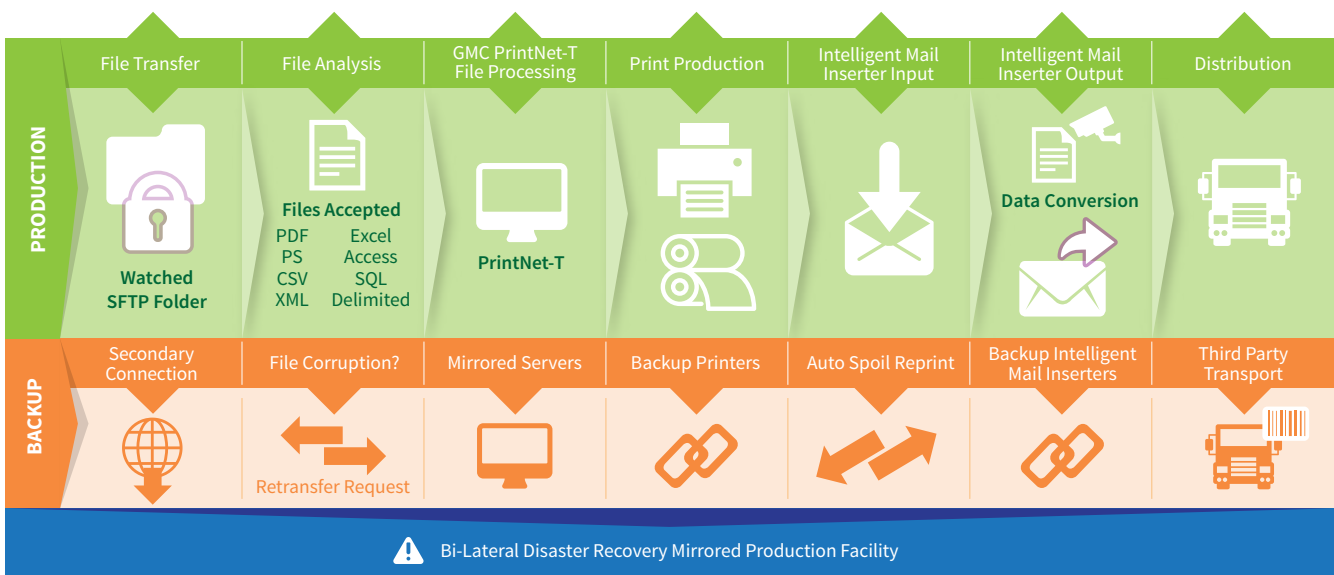 PRODUCTION
File Transfer
File Analysis
GMC PrintNet-T
File Processing
Print Production
Intelligent Mail
Inserter Input
Intelligent Mail
Inserter Output
Distribution
Watched
SFTP Folder
Files Accepted
PDF Excel
PS Access
CSV SQL
XML Delimited
PrintNet-T
Data Conversion
BACKUP
Secondary
Connection
File Corruption?
Mirrored Servers
Backup Printers
Auto Spoil Reprint
Backup Intelligent
Mail Inserters
Third Party
Transport
Retransfer Request
Bi-Lateral Disaster Recovery Mirrored Production Facility